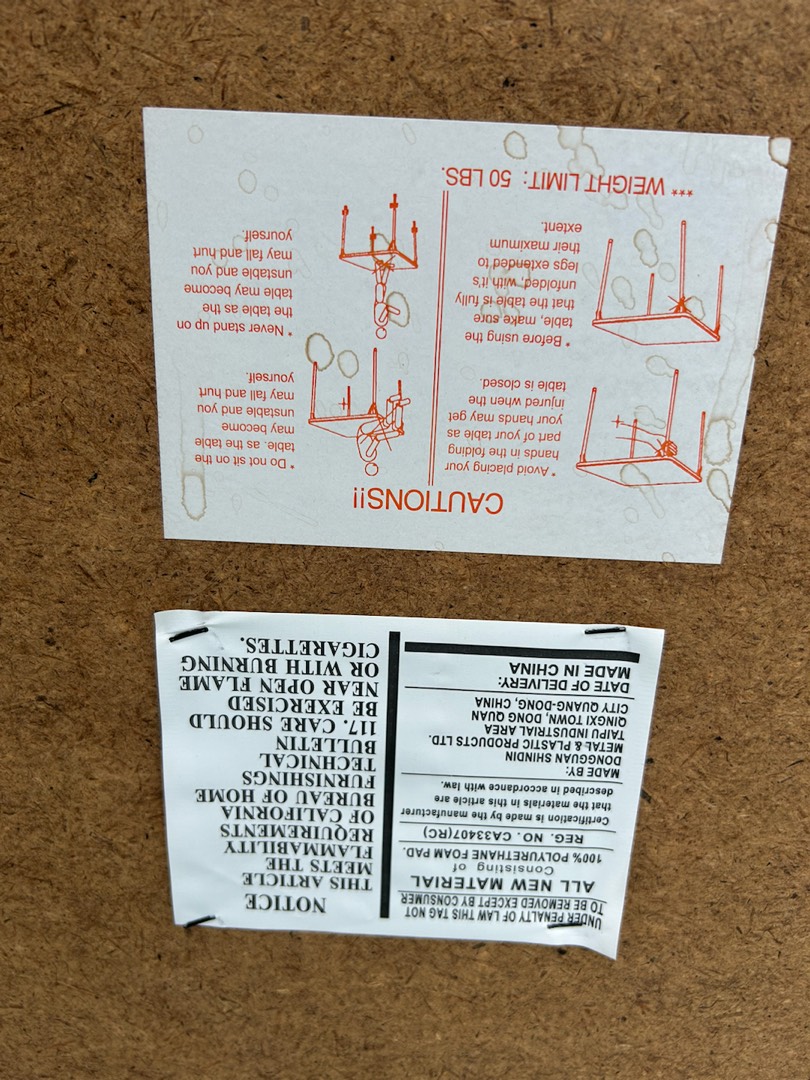 UNDER PENALTY OF LAW THIS TAG NOT
TO BE REMOVED EXCEPT BY CONSUMER
ALL NEW MATERIAL
Consisting of
100% POLYURETHANE FOAM PAD.
REG. NO. CA33407(RC)
Certification is made by the manufacturer
that the materials in this article are
described in accordance with law.
MADE BY:
DONGGUAN SHINDIN
METAL & PLASTIC PRODUCTS LTD.
TAIPU INDUSTRIAL AREA
QINGXI TOWN, DONG QUAN
CITY QUANG-DONG, CHINA
DATE OF DELIVERY:
MADE IN CHINA
NOTICE
THIS ARTICLE
MEETS THE
FLAMMABILITY
REQUIREMENTS
OF CALIFORNIA
BUREAU OF HOME
FURNISHINGS
TECHNICAL
BULLETIN
117. CARE SHOULD
BE EXERCISED
NEAR OPEN FLAME
OR WITH BURNING
CIGARETTES.
CAUTIONS!!
* Avoid placing your
hands in the folding
part of your table as
your hands may get
injured when the
table is closed.
* Before using the
table, make sure
that the table is fully
unfolded, with it's
legs extended to
their maximum
extent.
*** WEIGHT LIMIT: 50 LBS.
* Do not sit on the
table. as the table
may become
unstable and you
may fall and hurt
yourself.
* Never stand up on
the table as the
table may become
unstable and you
may fall and hurt
yourself.